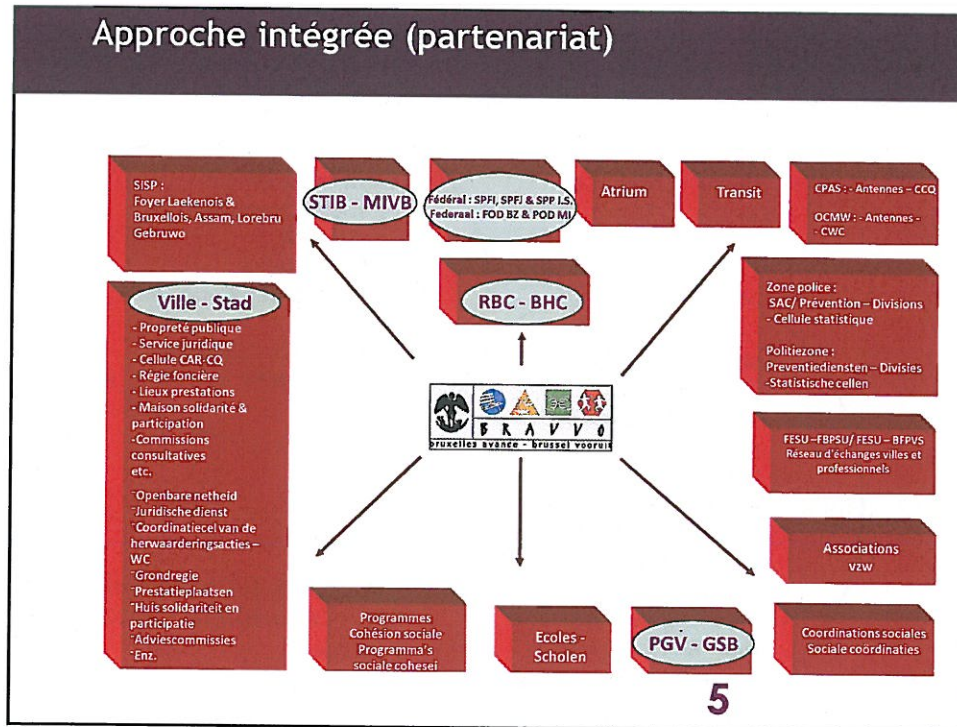 Approche intégrée (partenariat)
SISP :
Foyer Laekenois &
Bruxellois, Assam, Lorebru
Gebruwo
STIB - MIVB
Fédéral : SPFI, SPFJ & SPP I.S.
Federaal : FOD BZ & POD MI
Atrium
Transit
CPAS : - Antennes – CCQ
OCMW : - Antennes -
- CWC
RBC - BHC
Ville - Stad
- Propreté publique
- Service juridique
- Cellule CAR-CQ
- Régie foncière
- Lieux prestations
- Maison solidarité &
participation
-Commissions
consultatives
etc.
¨Openbare netheid
¨Juridische dienst
¨Coordinatiecel van de
herwaarderingsacties –
WC
¨Grondregie
¨Prestatieplaatsen
¨Huis solidariteit en
participatie
¨Adviescommissies
¨Enz.
Zone police :
SAC/ Prévention – Divisions
- Cellule statistique
Politiezone :
Preventiediensten – Divisies
-Statistische cellen
BRAVVO
bruxelles avance - brussel vooruit
FESU –FBPSU/ FESU – BFPVS
Réseau d'échanges villes et
professionnels
Associations
vzw
Programmes
Cohésion sociale
Programma's
sociale cohesei
Ecoles -
Scholen
PGV - GSB
Coordinations sociales
Sociale coördinaties
5